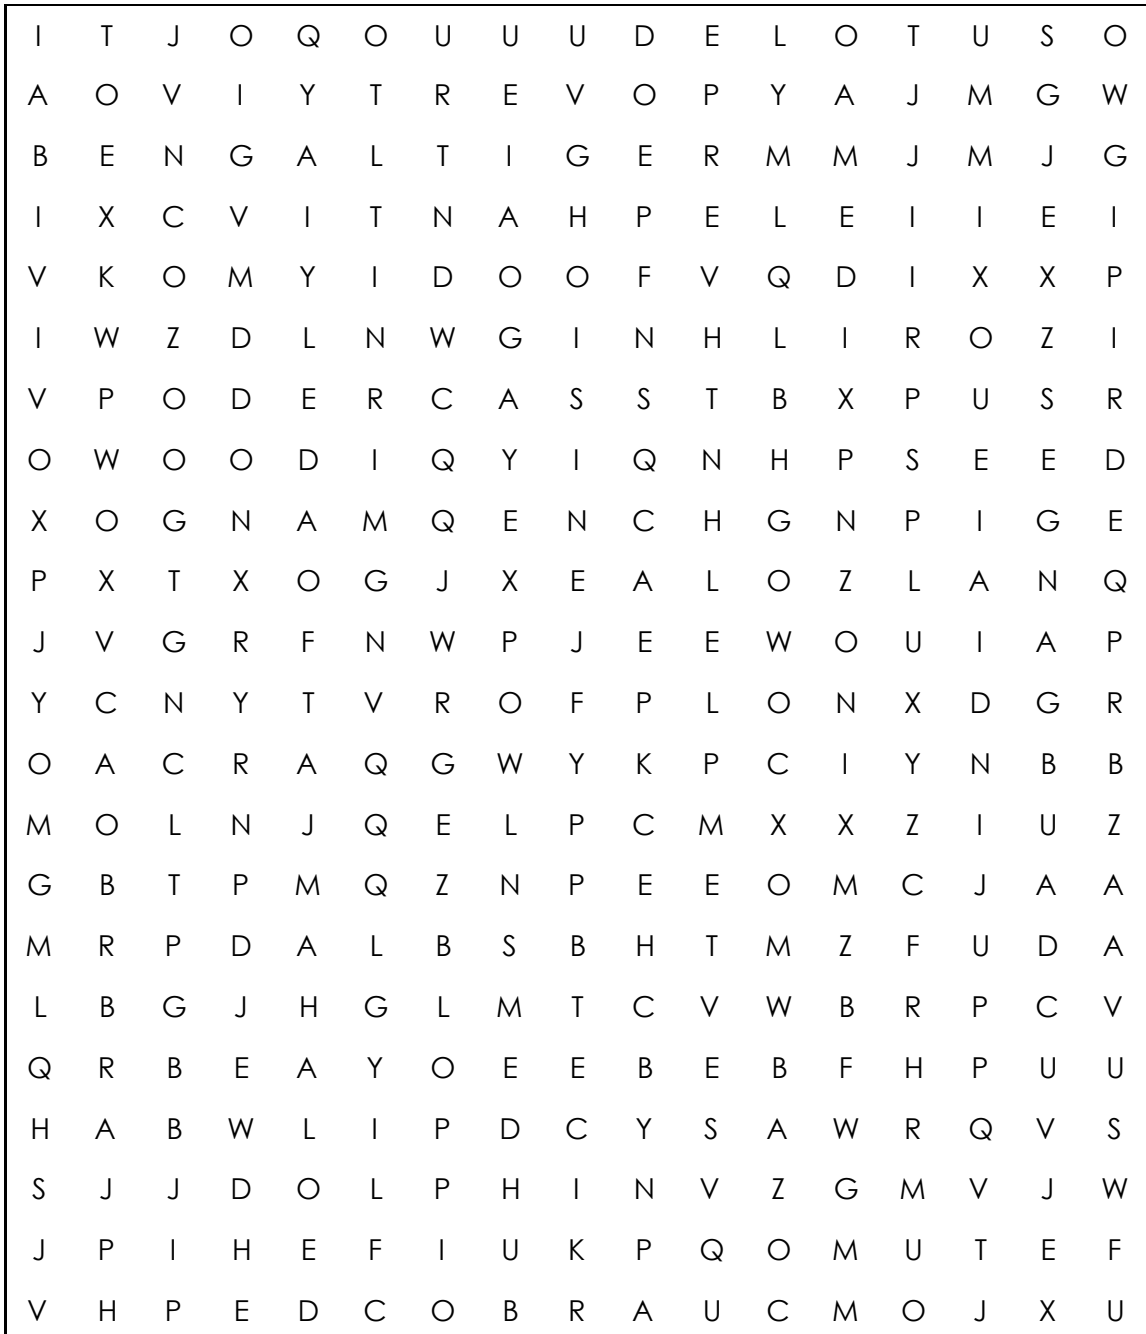 I T J O Q O U U U D E L O T U S O
A O V I Y T R E V O P Y A J M G W
B E N G A L T I G E R M M J M J G
I X C V I T N A H P E L E I I E I
V K O M Y I D O O F V Q D I X X P
I W Z D L N W G I N H L I R O Z I
V P O D E R C A S S T B X P U S R
O W O O D I Q Y I Q N H P S E E D
X O G N A M Q E N C H G N P I G E
P X T X O G J X E A L O Z L A N Q
J V G R F N W P J E E W O U I A P
Y C N Y T V R O F P L O N X D G R
O A C R A Q G W Y K P C I Y N B B
M O L N J Q E L P C M X X Z I U Z
G B T P M Q Z N P E E O M C J A A
M R P D A L B S B H T M Z F U D A
L B G J H G L M T C V W B R P C V
Q R B E A Y O E E B E B F H P U U
H A B W L I P D C Y S A W R Q V S
S J J D O L P H I N V Z G M V J W
J P I H E F I U K P Q O M U T E F
V H P E D C O B R A U C M O J X U